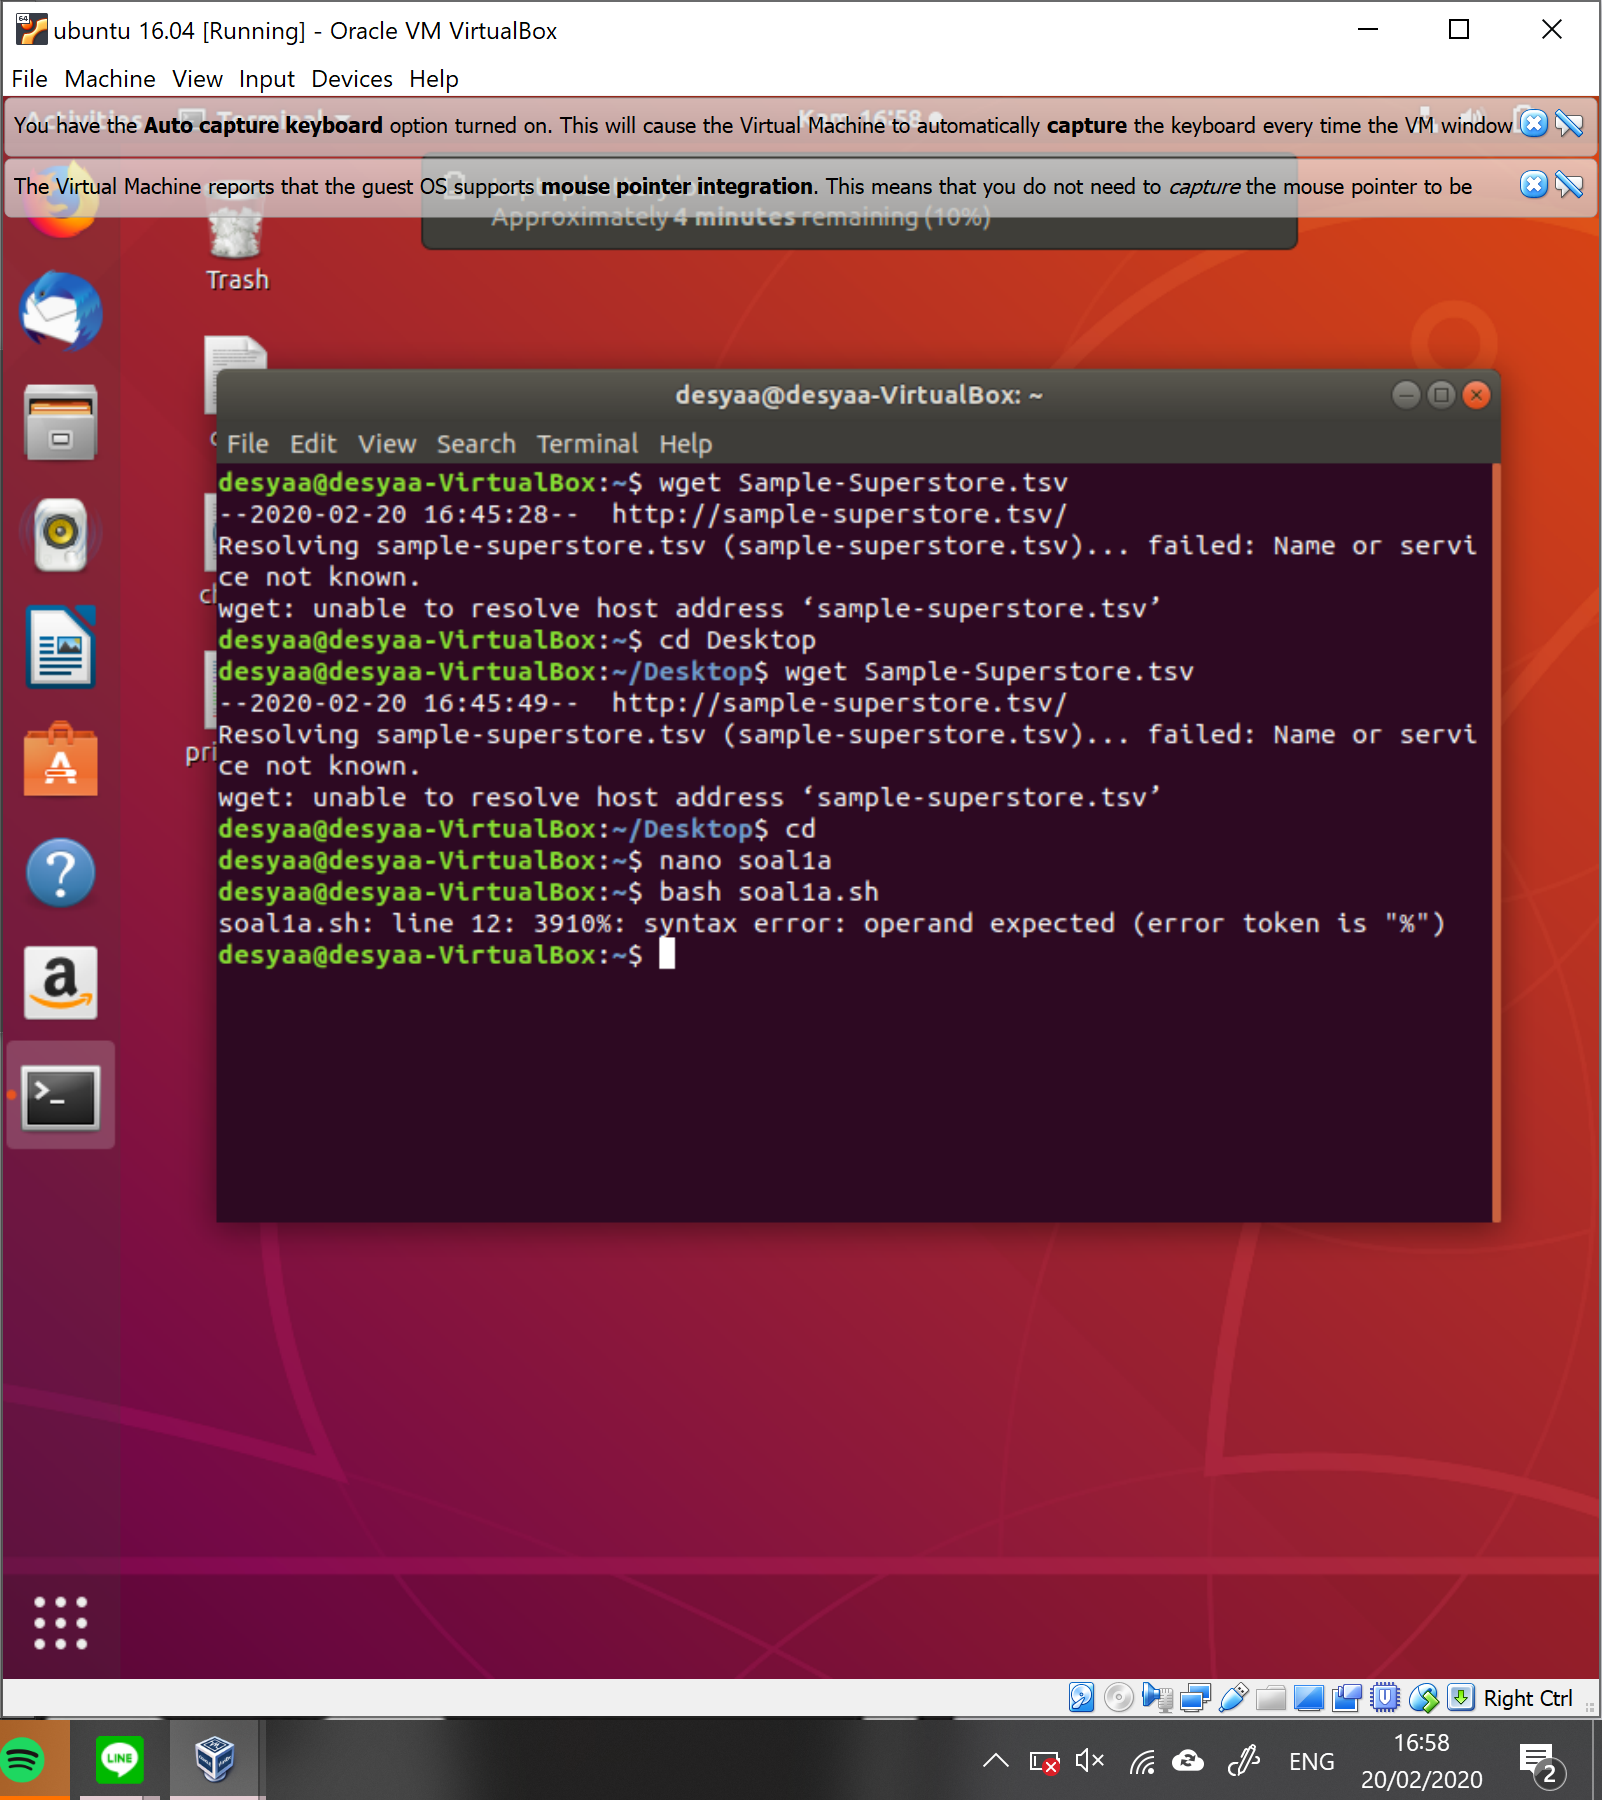 ubuntu 16.04 [Running] - Oracle VM VirtualBox
File Machine View Input Devices Help
Activities Terminal 16:58
You have the Auto capture keyboard option turned on. This will cause the Virtual Machine to automatically capture the keyboard every time the VM window
The Virtual Machine reports that the guest OS supports mouse pointer integration. This means that you do not need to capture the mouse pointer to be
Approximately 4 minutes remaining (10%)
Trash
desyaa@desyaa-VirtualBox: ~
File Edit View Search Terminal Help
desyaa@desyaa-VirtualBox:~$ wget Sample-Superstore.tsv
--2020-02-20 16:45:28-- http://sample-superstore.tsv/
Resolving sample-superstore.tsv (sample-superstore.tsv)... failed: Name or servi
ce not known.
wget: unable to resolve host address ‘sample-superstore.tsv’
desyaa@desyaa-VirtualBox:~$ cd Desktop
desyaa@desyaa-VirtualBox:~/Desktop$ wget Sample-Superstore.tsv
--2020-02-20 16:45:49-- http://sample-superstore.tsv/
Resolving sample-superstore.tsv (sample-superstore.tsv)... failed: Name or servi
ce not known.
wget: unable to resolve host address ‘sample-superstore.tsv’
desyaa@desyaa-VirtualBox:~/Desktop$ cd
desyaa@desyaa-VirtualBox:~$ nano soal1a
desyaa@desyaa-VirtualBox:~$ bash soal1a.sh
soal1a.sh: line 12: 3910%: syntax error: operand expected (error token is "%")
desyaa@desyaa-VirtualBox:~$
pri
Right Ctrl
LINE
ENG
16:58
20/02/2020
2